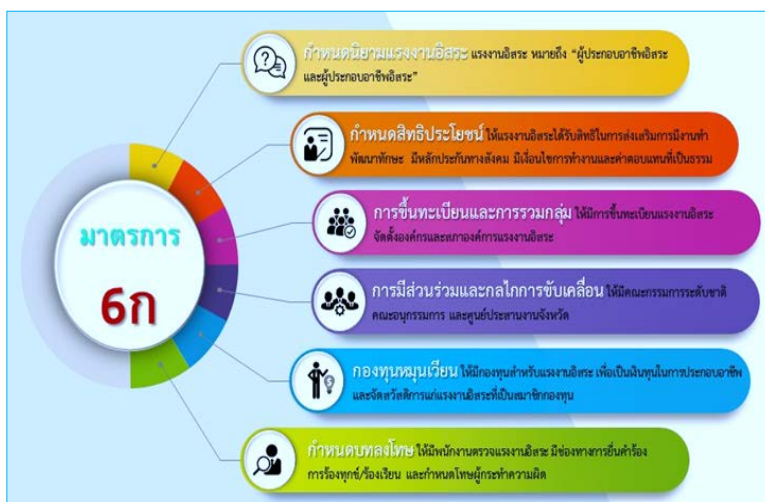 กำหนดนิยามแรงงานอิสระ แรงงานอิสระ หมายถึง “ผู้ประกอบอาชีพอิสระ
และผู้ประกอบอาชีพอิสระ”
กำหนดสิทธิประโยชน์ ให้แรงงานอิสระได้รับสิทธิในการส่งเสริมการมีงานทำ
พัฒนาทักษะ มีหลักประกันทางสังคม มีเงื่อนไขการทำงานและค่าตอบแทนที่เป็นธรรม
การขึ้นทะเบียนและการรวมกลุ่ม ให้มีการขึ้นทะเบียนแรงงานอิสระ
จัดตั้งองค์กรและสภาองค์การแรงงานอิสระ
มาตรการ
6ก
การมีส่วนร่วมและกลไกการขับเคลื่อน ให้มีคณะกรรมการระดับชาติ
คณะอนุกรรมการ และศูนย์ประสานงานจังหวัด
กองทุนหมุนเวียน ให้มีกองทุนสำหรับแรงงานอิสระ เพื่อเป็นเงินทุนในการประกอบอาชีพ
และจัดสวัสดิการแก่แรงงานอิสระที่เป็นสมาชิกกองทุน
กำหนดบทลงโทษ ให้มีพนักงานตรวจแรงงานอิสระ มีช่องทางการยื่นคำร้อง
การร้องทุกข์/ร้องเรียน และกำหนดโทษผู้กระทำความผิด